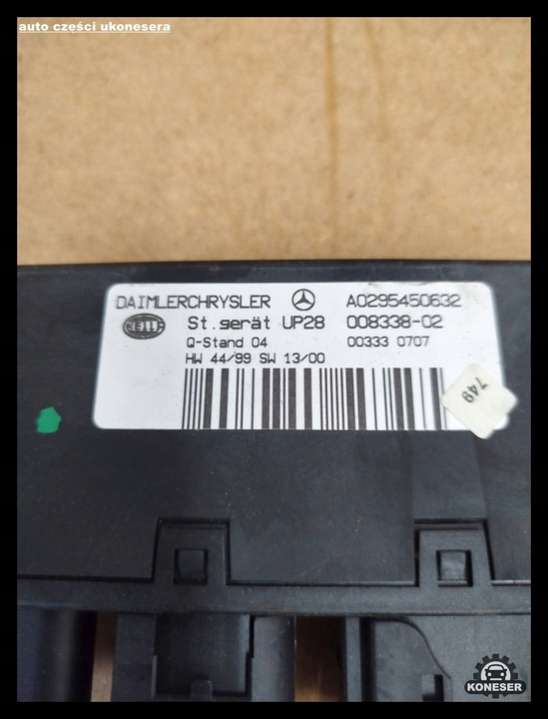 auto części ukonesera
DAIMLERCHRYSLER A0295450632
HELLA St.gerät UP28 008338-02
Q-Stand 04 00333 0707
HW 44/99 SW 13/00
749
KONESER